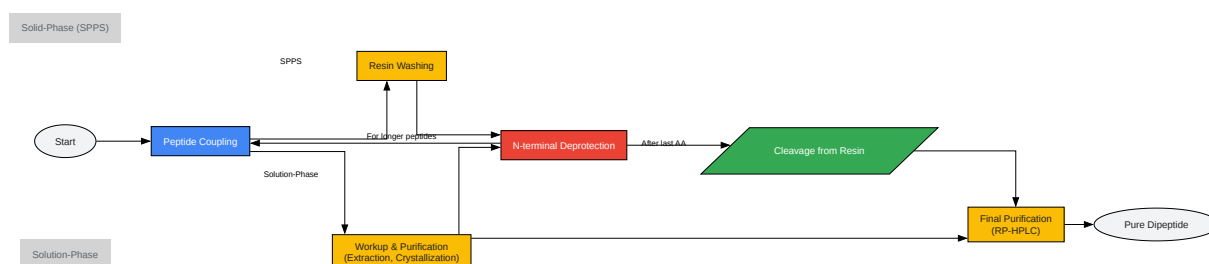 Solid-Phase (SPPS)
SPPS
Resin Washing
Start
Peptide Coupling
For longer peptides
N-terminal Deprotection
After last AA
Cleavage from Resin
Solution-Phase
Final Purification
(RP-HPLC)
Pure Dipeptide
Workup & Purification
(Extraction, Crystallization)
Solution-Phase